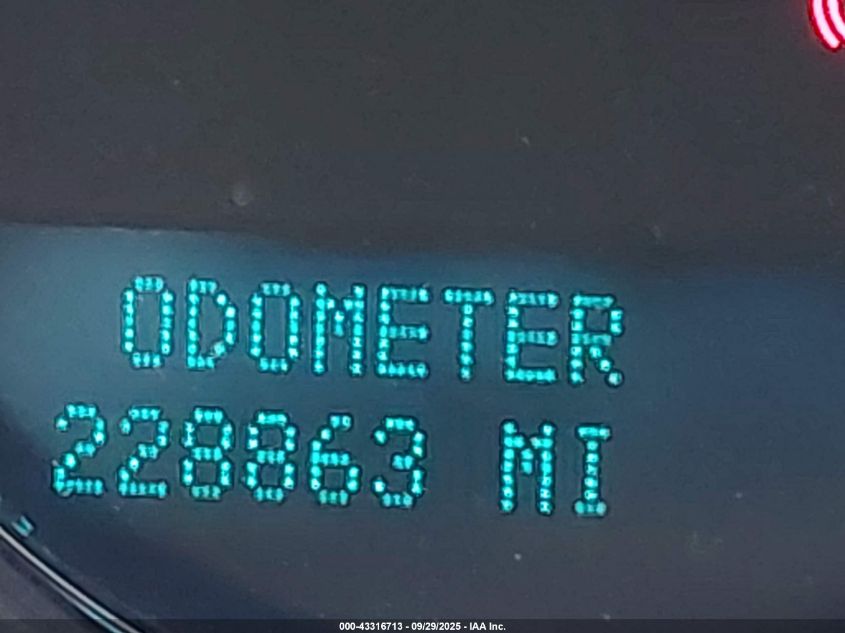 ODOMETER
228863 MI
000-43316713 - 09/29/2025 - IAA Inc.